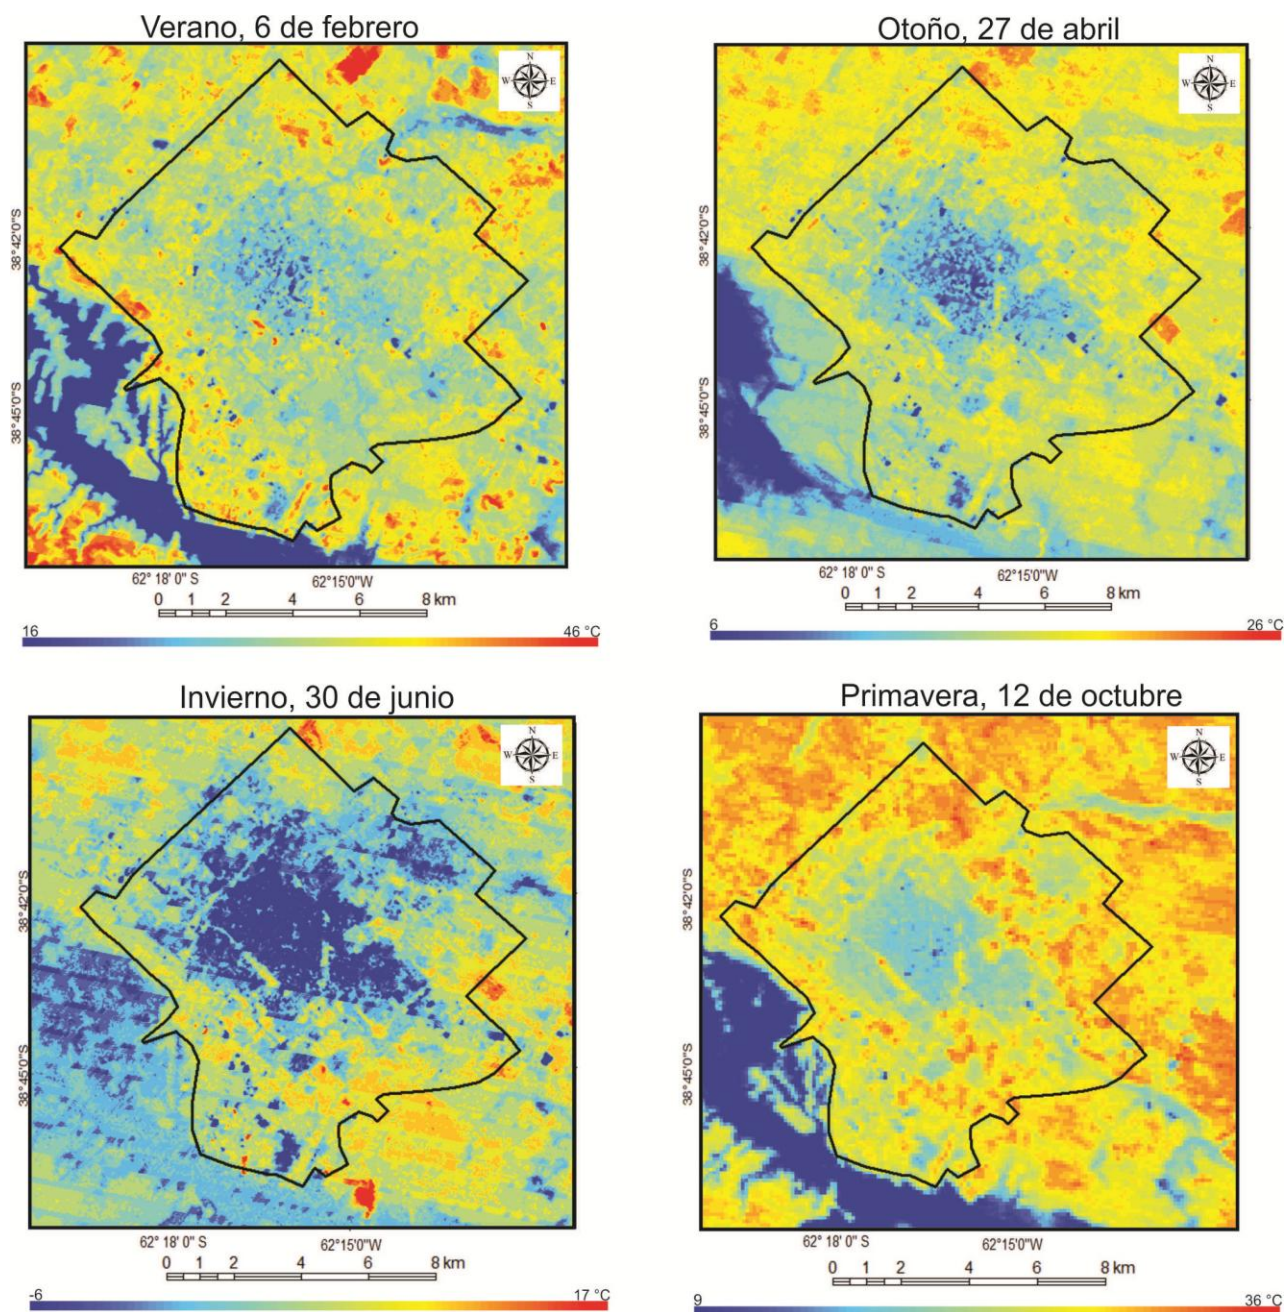 Verano, 6 de febrero
N
W E
S
38°42'0"S
38°45'0"S
62° 18' 0" S 62°15'0"W
0 1 2 4 6 8 km
16 46 °C
Otoño, 27 de abril
N
W E
S
38°42'0"S
38°45'0"S
62° 18' 0" S 62°15'0"W
0 1 2 4 6 8 km
6 26 °C
Invierno, 30 de junio
N
W E
S
38°42'0"S
38°45'0"S
62° 18' 0" S 62°15'0"W
0 1 2 4 6 8 km
-6 17 °C
Primavera, 12 de octubre
N
W E
S
38°42'0"S
38°45'0"S
62° 18' 0" S 62°15'0"W
0 1 2 4 6 8 km
9 36 °C